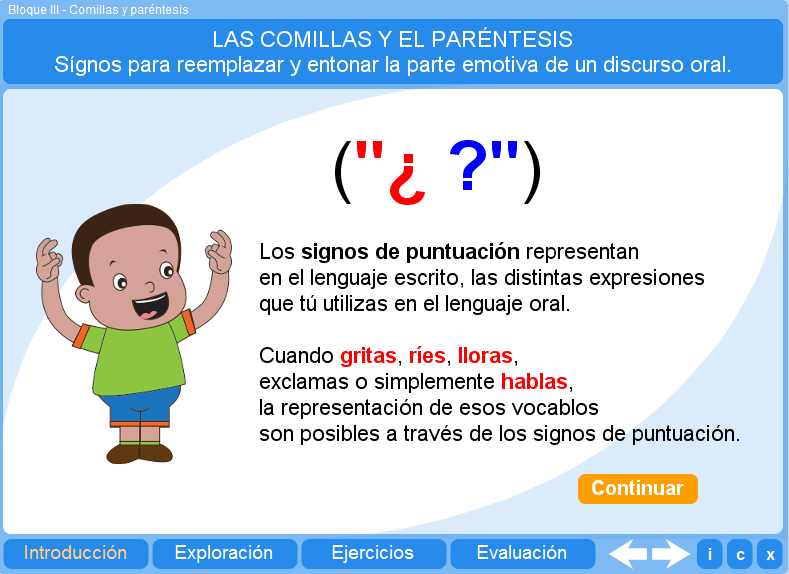 Bloque III - Comillas y paréntesis
LAS COMILLAS Y EL PARÉNTESIS
Sígnos para reemplazar y entonar la parte emotiva de un discurso oral.
("¿ ?")
Los signos de puntuación representan
en el lenguaje escrito, las distintas expresiones
que tú utilizas en el lenguaje oral.
Cuando gritas, ríes, lloras,
exclamas o simplemente hablas,
la representación de esos vocablos
son posibles a través de los signos de puntuación.
Continuar
Introducción Exploración Ejercicios Evaluación i c x